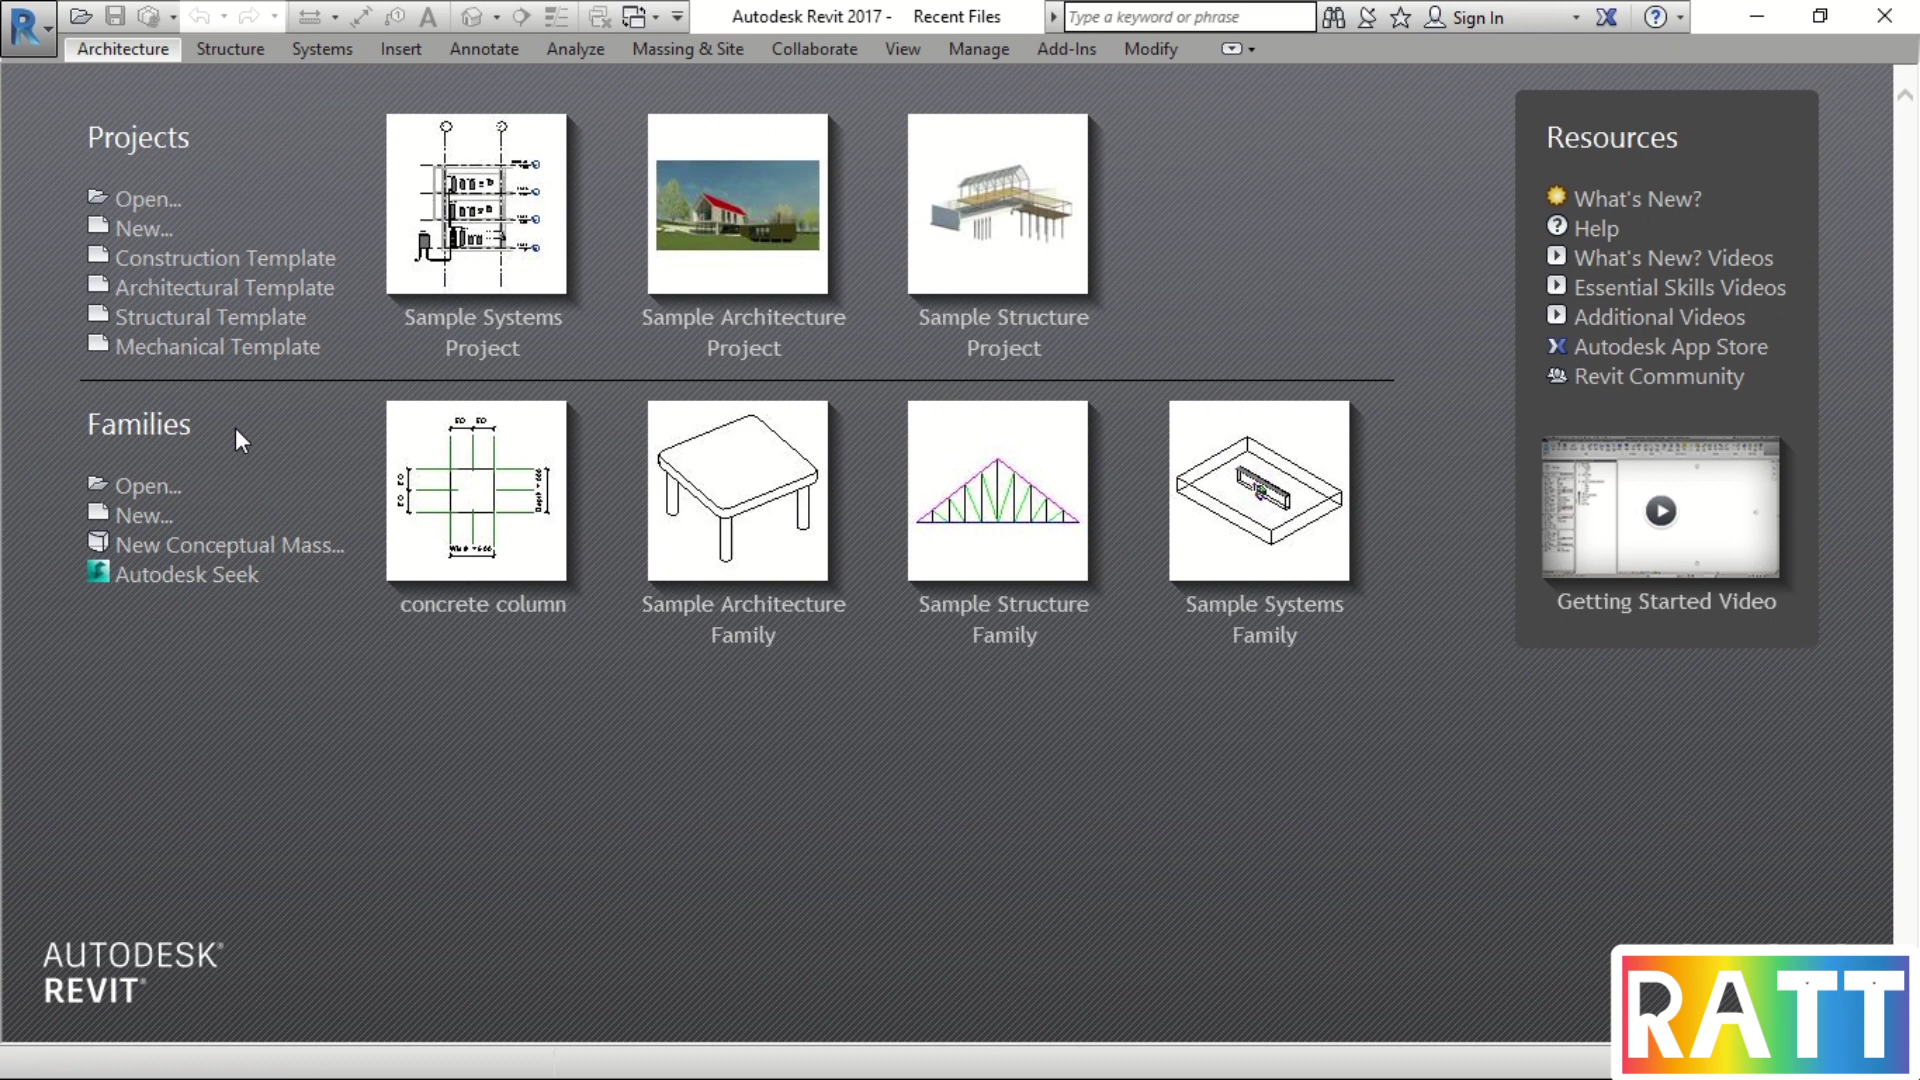 Autodesk Revit 2017 - Recent Files
Type a keyword or phrase
Sign In
Architecture Structure Systems Insert Annotate Analyze Massing & Site Collaborate View Manage Add-Ins Modify
Projects
Open...
New...
Construction Template
Architectural Template
Structural Template
Mechanical Template
Sample Systems
Project
Sample Architecture
Project
Sample Structure
Project
Families
Open...
New...
New Conceptual Mass...
Autodesk Seek
EQ EQ
EQ
EQ
concrete column
Sample Architecture
Family
Sample Structure
Family
Sample Systems
Family
Resources
What's New?
Help
What's New? Videos
Essential Skills Videos
Additional Videos
Autodesk App Store
Revit Community
Getting Started Video
AUTODESK®
REVIT®
RATT